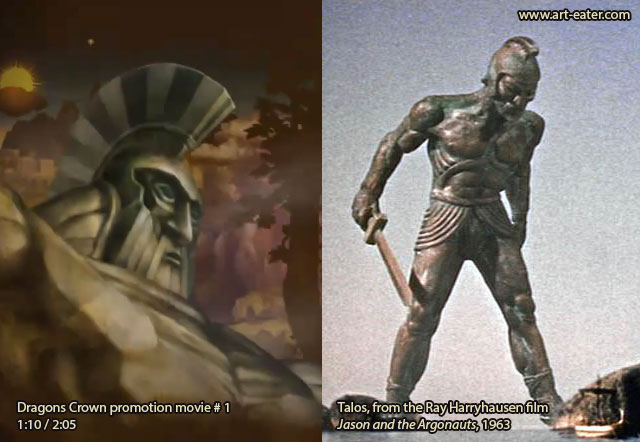 www.art-eater.com
Dragons Crown promotion movie # 1
1:10 / 2:05
Talos, from the Ray Harryhausen film
Jason and the Argonauts, 1963